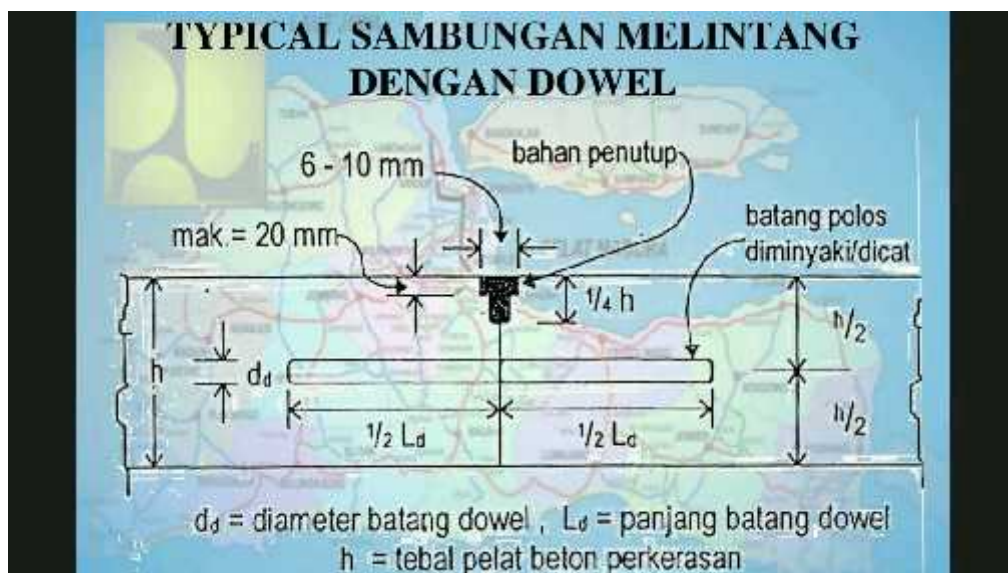 TYPICAL SAMBUNGAN MELINTANG
DENGAN DOWEL
6 - 10 mm
bahan penutup
mak. = 20 mm
batang polos
diminyaki/dicat
1/4 h
h/2
h
dd
1/2 Ld
1/2 Ld
h/2
dd = diameter batang dowel , Ld = panjang batang dowel
h = tebal pelat beton perkerasan